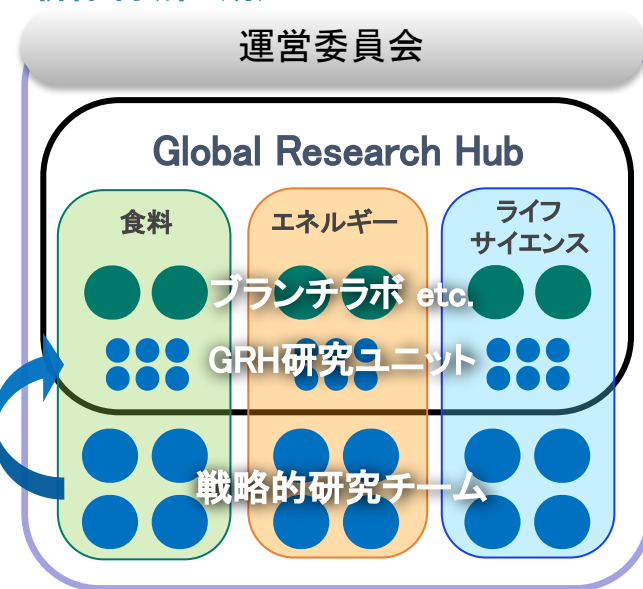 運営委員会
Global Research Hub
食料
エネルギー
ライフ
サイエンス
ブランチラボ etc.
GRH研究ユニット
戦略的研究チーム